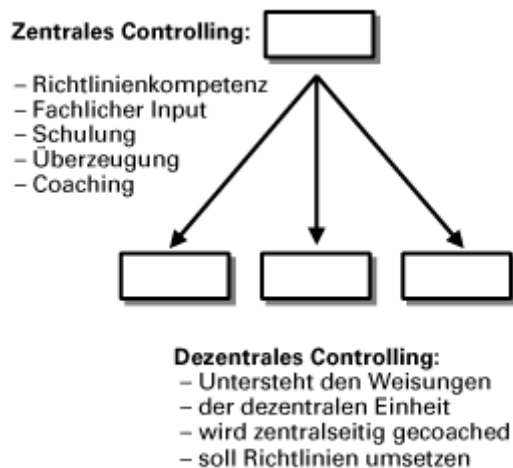 Zentrales Controlling:
– Richtlinienkompetenz
– Fachlicher Input
– Schulung
– Überzeugung
– Coaching
Dezentrales Controlling:
– Untersteht den Weisungen
– der dezentralen Einheit
– wird zentralseitig gecoached
– soll Richtlinien umsetzen